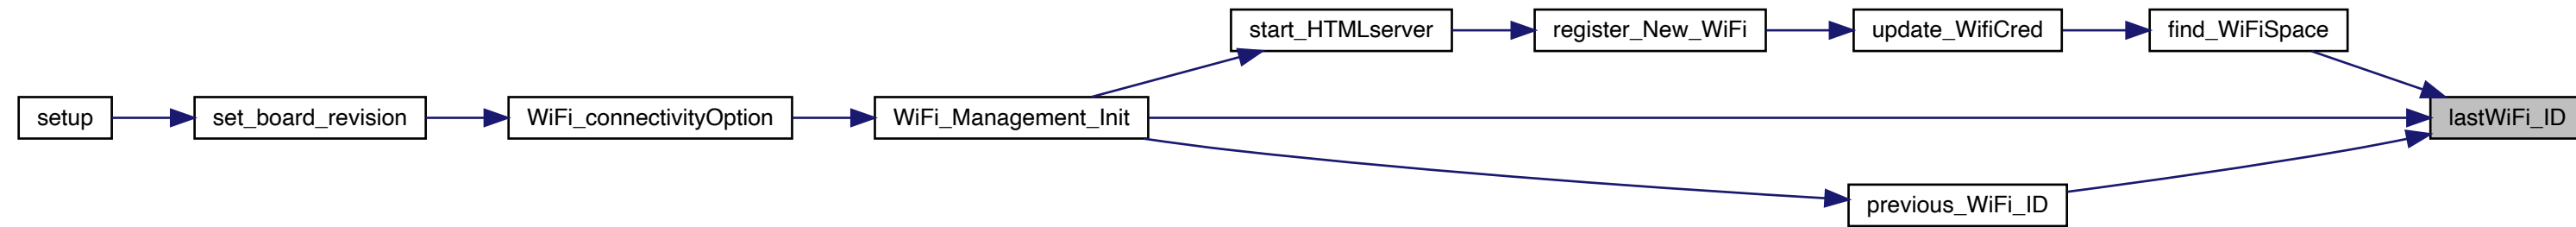 start_HTMLserver
register_New_WiFi
update_WifiCred
find_WiFiSpace
setup
set_board_revision
WiFi_connectivityOption
WiFi_Management_Init
lastWiFi_ID
previous_WiFi_ID